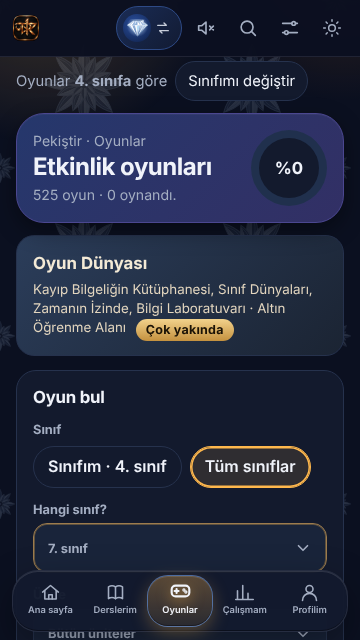 Oyunlar 4. sınıfa göre Sınıfımı değiştir
Pekiştir · Oyunlar
Etkinlik oyunları
525 oyun · 0 oynandı.
%0
Oyun Dünyası
Kayıp Bilgeliğin Kütüphanesi, Sınıf Dünyaları,
Zamanın İzinde, Bilgi Laboratuvarı · Altın
Öğrenme Alanı Çok yakında
Oyun bul
Sınıf
Sınıfım · 4. sınıf Tüm sınıflar
Hangi sınıf?
7. sınıf
Ana sayfa Derslerim Oyunlar Çalışmam Profilim
Bütün üniteler